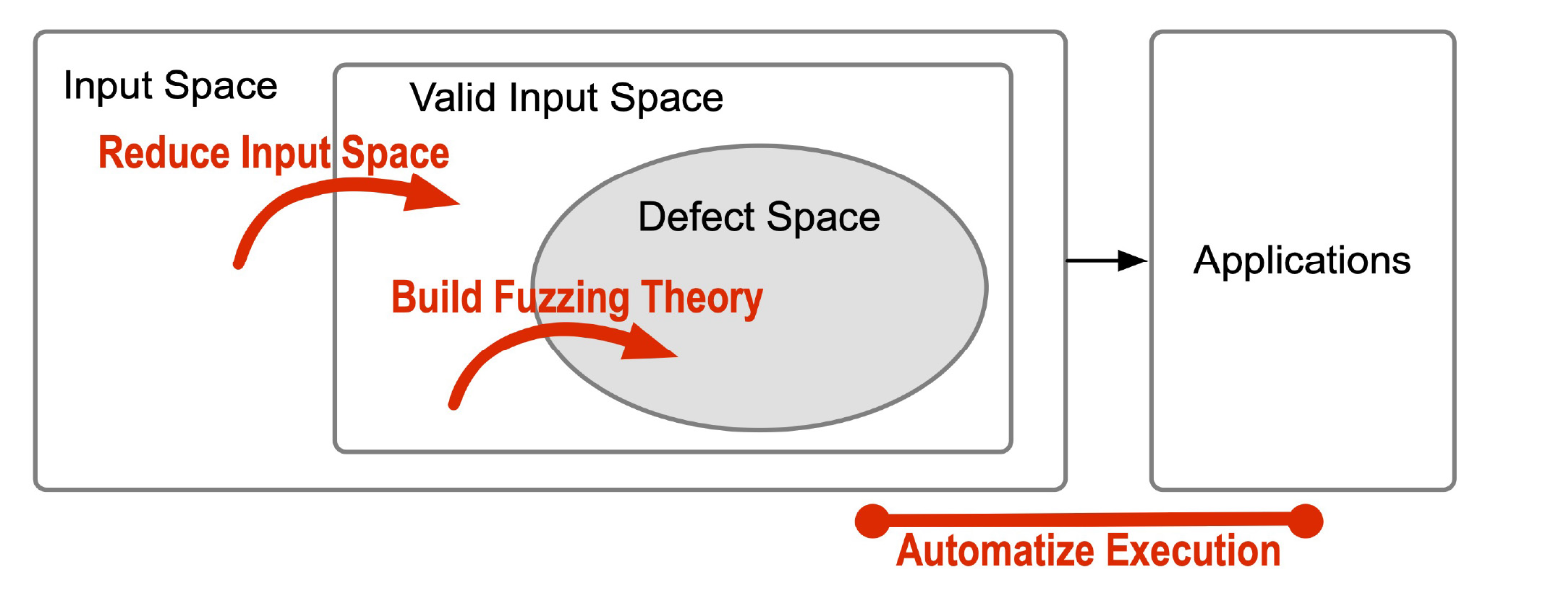 Input Space
Valid Input Space
Reduce Input Space
Defect Space
Build Fuzzing Theory
Applications
Automatize Execution